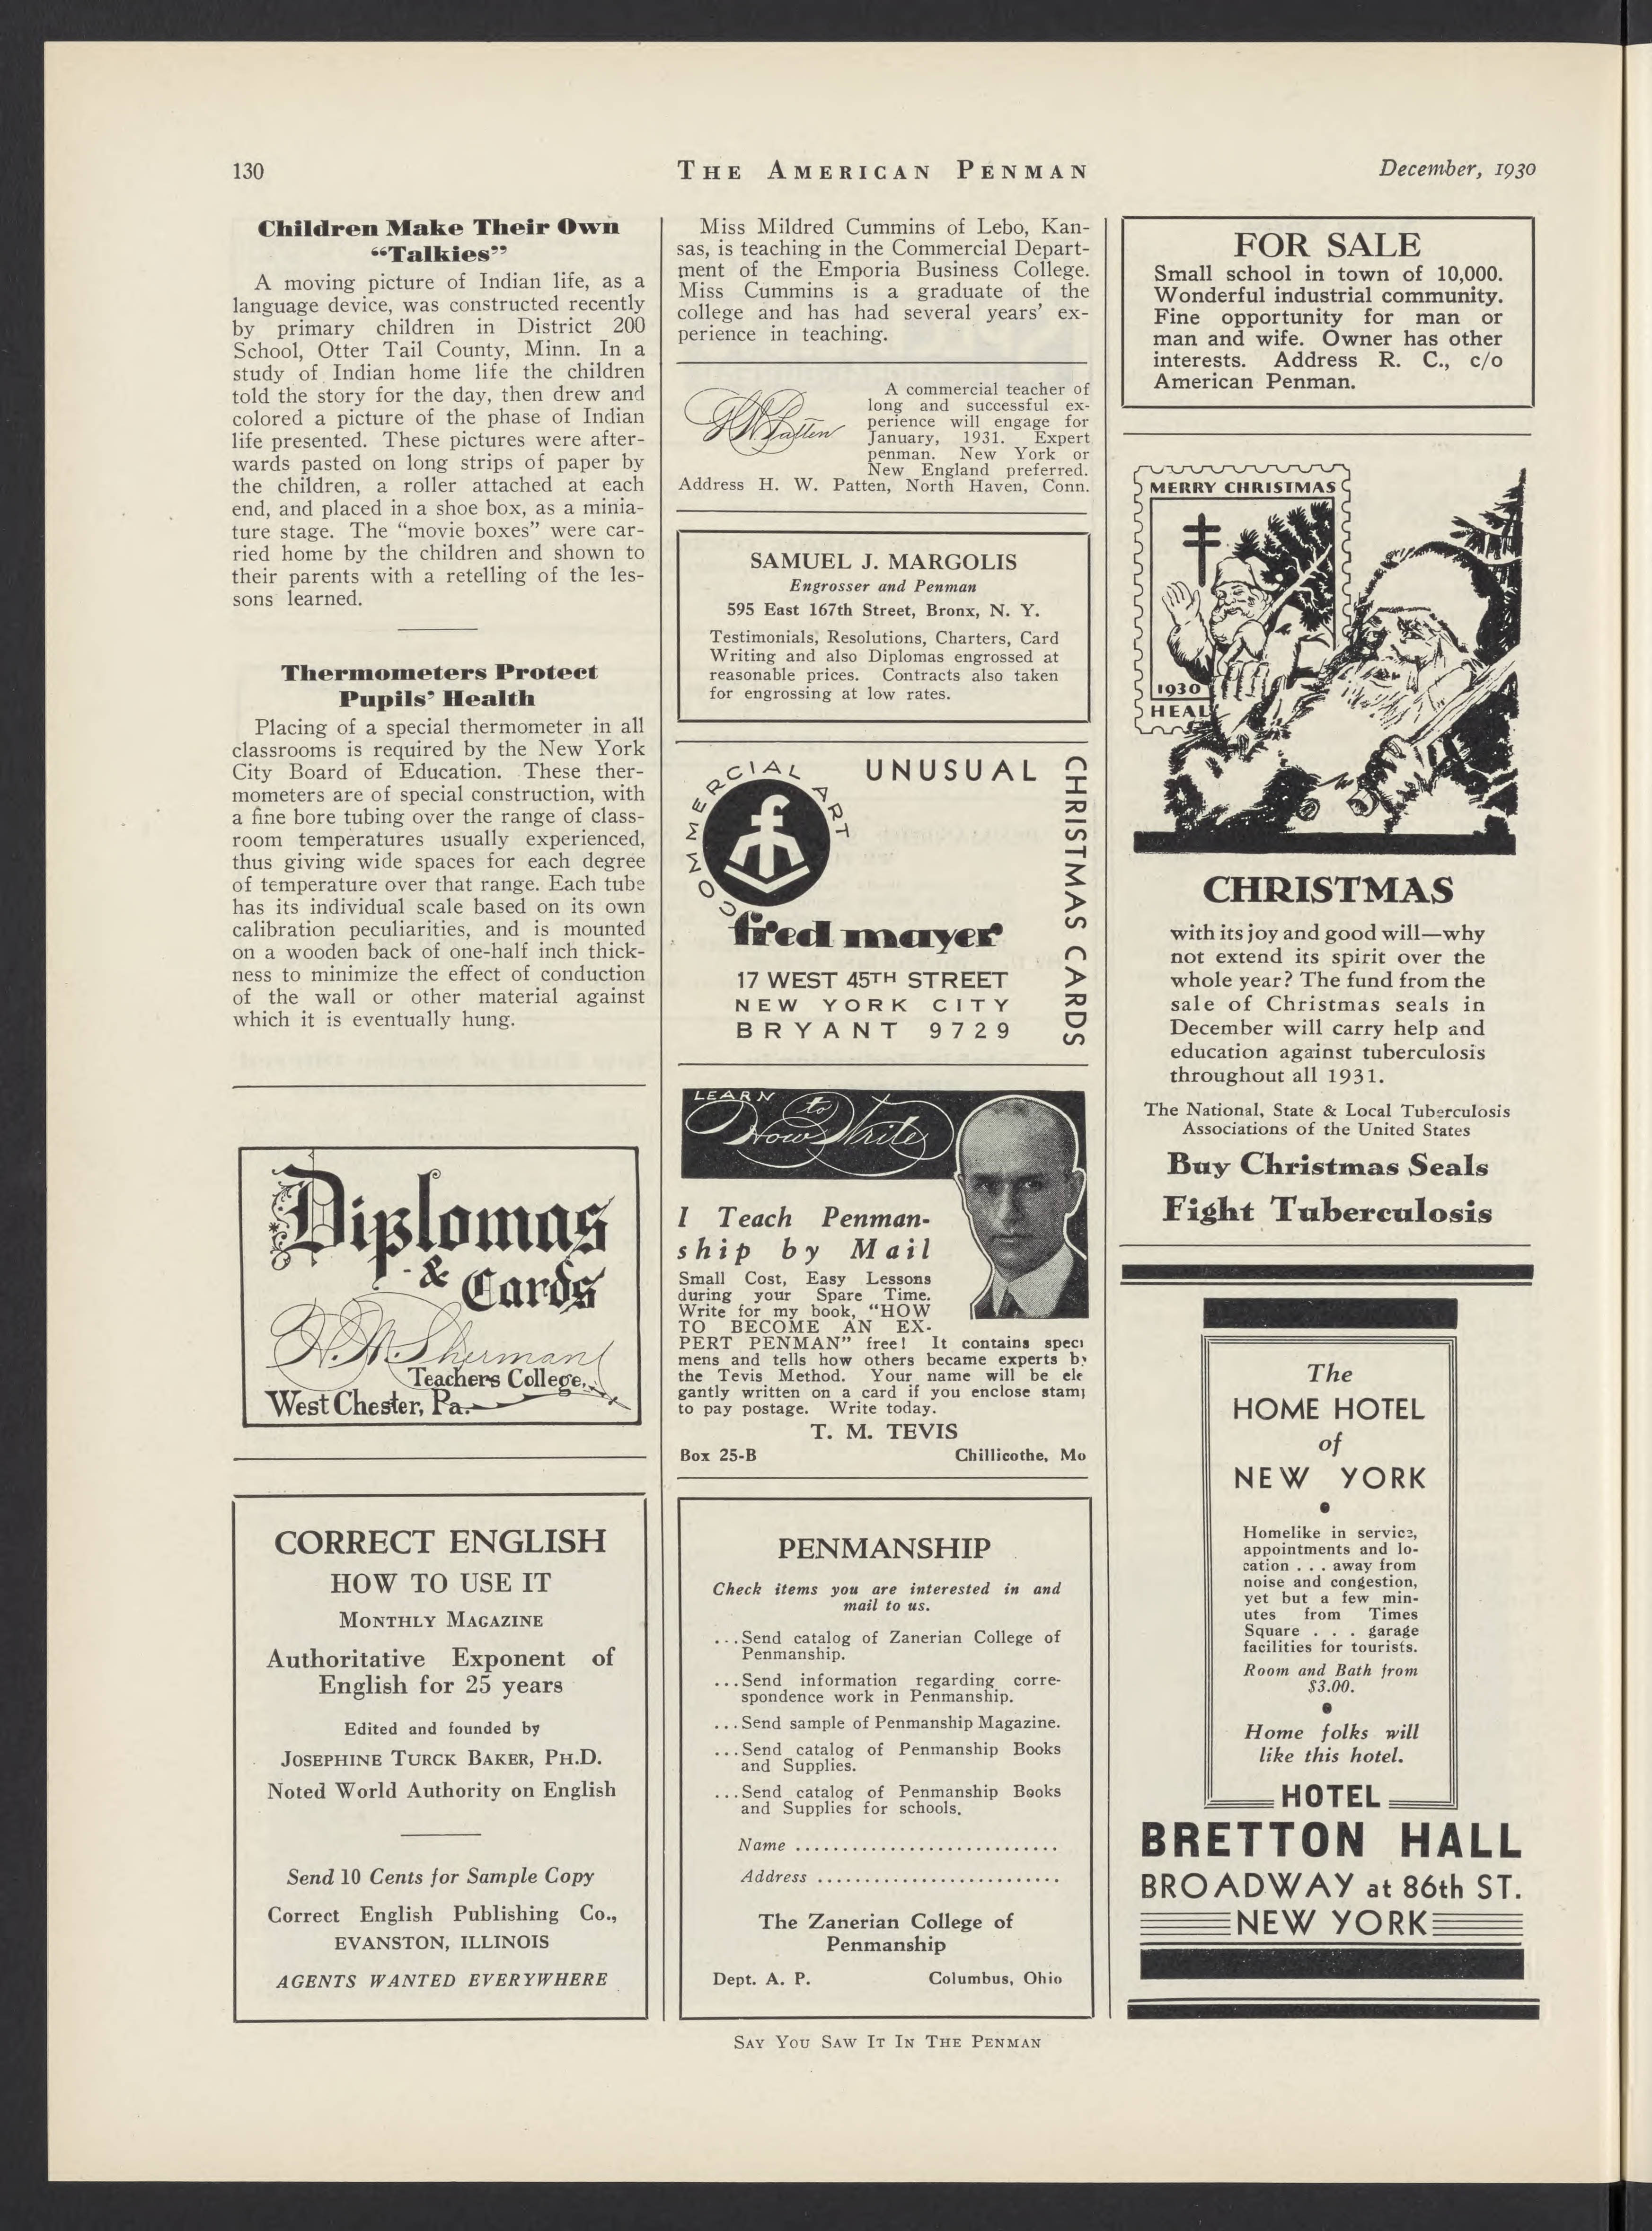 130
THE AMERICAN PENMAN
December, 1930
Children Make Their Own
“Talkies”
A moving picture of Indian life, as a
language device, was constructed recently
by primary children in District 200
School, Otter Tail County, Minn. In a
study of Indian home life the children
told the story for the day, then drew and
colored a picture of the phase of Indian
life presented. These pictures were after-
wards pasted on long strips of paper by
the children, a roller attached at each
end, and placed in a shoe box, as a minia-
ture stage. The “movie boxes” were car-
ried home by the children and shown to
their parents with a retelling of the les-
sons learned.
Thermometers Protect
Pupils’ Health
Placing of a special thermometer in all
classrooms is required by the New York
City Board of Education. These ther-
mometers are of special construction, with
a fine bore tubing over the range of class-
room temperatures usually experienced,
thus giving wide spaces for each degree
of temperature over that range. Each tube
has its individual scale based on its own
calibration peculiarities, and is mounted
on a wooden back of one-half inch thick-
ness to minimize the effect of conduction
of the wall or other material against
which it is eventually hung.
Diplomas
& Cards
H. M. Sherman
Teachers College,
West Chester, Pa.
CORRECT ENGLISH
HOW TO USE IT
MONTHLY MAGAZINE
Authoritative Exponent of
English for 25 years
Edited and founded by
JOSEPHINE TURCK BAKER, PH.D.
Noted World Authority on English
Send 10 Cents for Sample Copy
Correct English Publishing Co.,
EVANSTON, ILLINOIS
AGENTS WANTED EVERYWHERE
Miss Mildred Cummins of Lebo, Kan-
sas, is teaching in the Commercial Depart-
ment of the Emporia Business College.
Miss Cummins is a graduate of the
college and has had several years’ ex-
perience in teaching.
H. W. Patten
A commercial teacher of
long and successful ex-
perience will engage for
January, 1931. Expert
penman. New York or
New England preferred.
Address H. W. Patten, North Haven, Conn.
SAMUEL J. MARGOLIS
Engrosser and Penman
595 East 167th Street, Bronx, N. Y.
Testimonials, Resolutions, Charters, Card
Writing and also Diplomas engrossed at
reasonable prices. Contracts also taken
for engrossing at low rates.
COMMERCIAL ART
UNUSUAL
CHRISTMAS CARDS
fred mayer
17 WEST 45TH STREET
NEW YORK CITY
BRYANT 9729
LEARN
How to Write
I Teach Penman-
ship by Mail
Small Cost, Easy Lessons
during your Spare Time.
Write for my book, “HOW
TO BECOME AN EX-
PERT PENMAN” free! It contains speci
mens and tells how others became experts by
the Tevis Method. Your name will be ele
gantly written on a card if you enclose stamp
to pay postage. Write today.
T. M. TEVIS
Box 25-B Chillicothe, Mo
PENMANSHIP
Check items you are interested in and
mail to us.
...Send catalog of Zanerian College of
Penmanship.
...Send information regarding corre-
spondence work in Penmanship.
...Send sample of Penmanship Magazine.
...Send catalog of Penmanship Books
and Supplies.
...Send catalog of Penmanship Books
and Supplies for schools.
Name ............................
Address ..........................
The Zanerian College of
Penmanship
Dept. A. P. Columbus, Ohio
FOR SALE
Small school in town of 10,000.
Wonderful industrial community.
Fine opportunity for man or
man and wife. Owner has other
interests. Address R. C., c/o
American Penman.
MERRY CHRISTMAS
1930
HEAL
CHRISTMAS
with its joy and good will—why
not extend its spirit over the
whole year? The fund from the
sale of Christmas seals in
December will carry help and
education against tuberculosis
throughout all 1931.
The National, State & Local Tuberculosis
Associations of the United States
Buy Christmas Seals
Fight Tuberculosis
The
HOME HOTEL
of
NEW YORK
Homelike in service,
appointments and lo-
cation . . . away from
noise and congestion,
yet but a few min-
utes from Times
Square . . . garage
facilities for tourists.
Room and Bath from
$3.00.
Home folks will
like this hotel.
HOTEL
BRETTON HALL
BROADWAY at 86th ST.
NEW YORK
SAY YOU SAW IT IN THE PENMAN